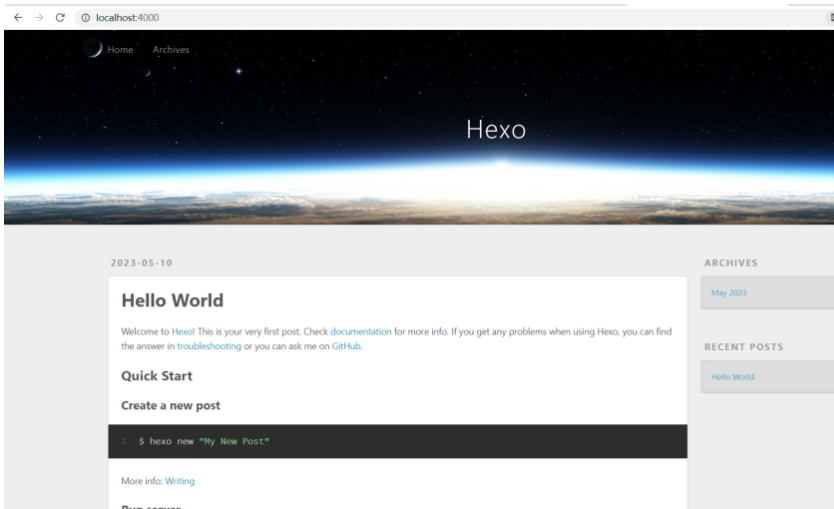 localhost:4000
Home Archives
Hexo
2023-05-10
Hello World
Welcome to Hexo! This is your very first post. Check documentation for more info. If you get any problems when using Hexo, you can find
the answer in troubleshooting or you can ask me on GitHub.
Quick Start
Create a new post
1 $ hexo new "My New Post"
More info: Writing
Run server
ARCHIVES
May 2023
RECENT POSTS
Hello World